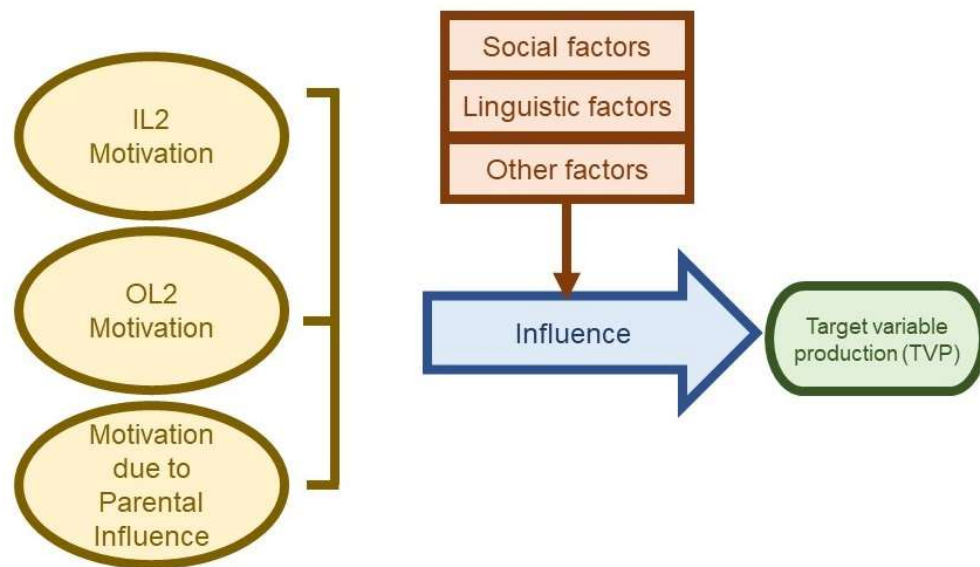 IL2
Motivation
OL2
Motivation
Motivation
due to
Parental
Influence
Social factors
Linguistic factors
Other factors
Influence
Target variable
production (TVP)